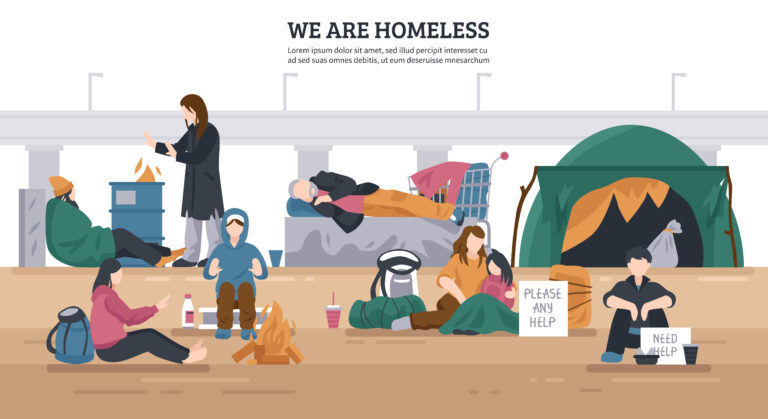 WE ARE HOMELESS
Lorem ipsum dolor sit amet, sed illud percipit interesset cu
ad sed suas omnes debitis, ut eum deseruisse mnesarchum
PLEASE
ANY
HELP
NEED
HELP